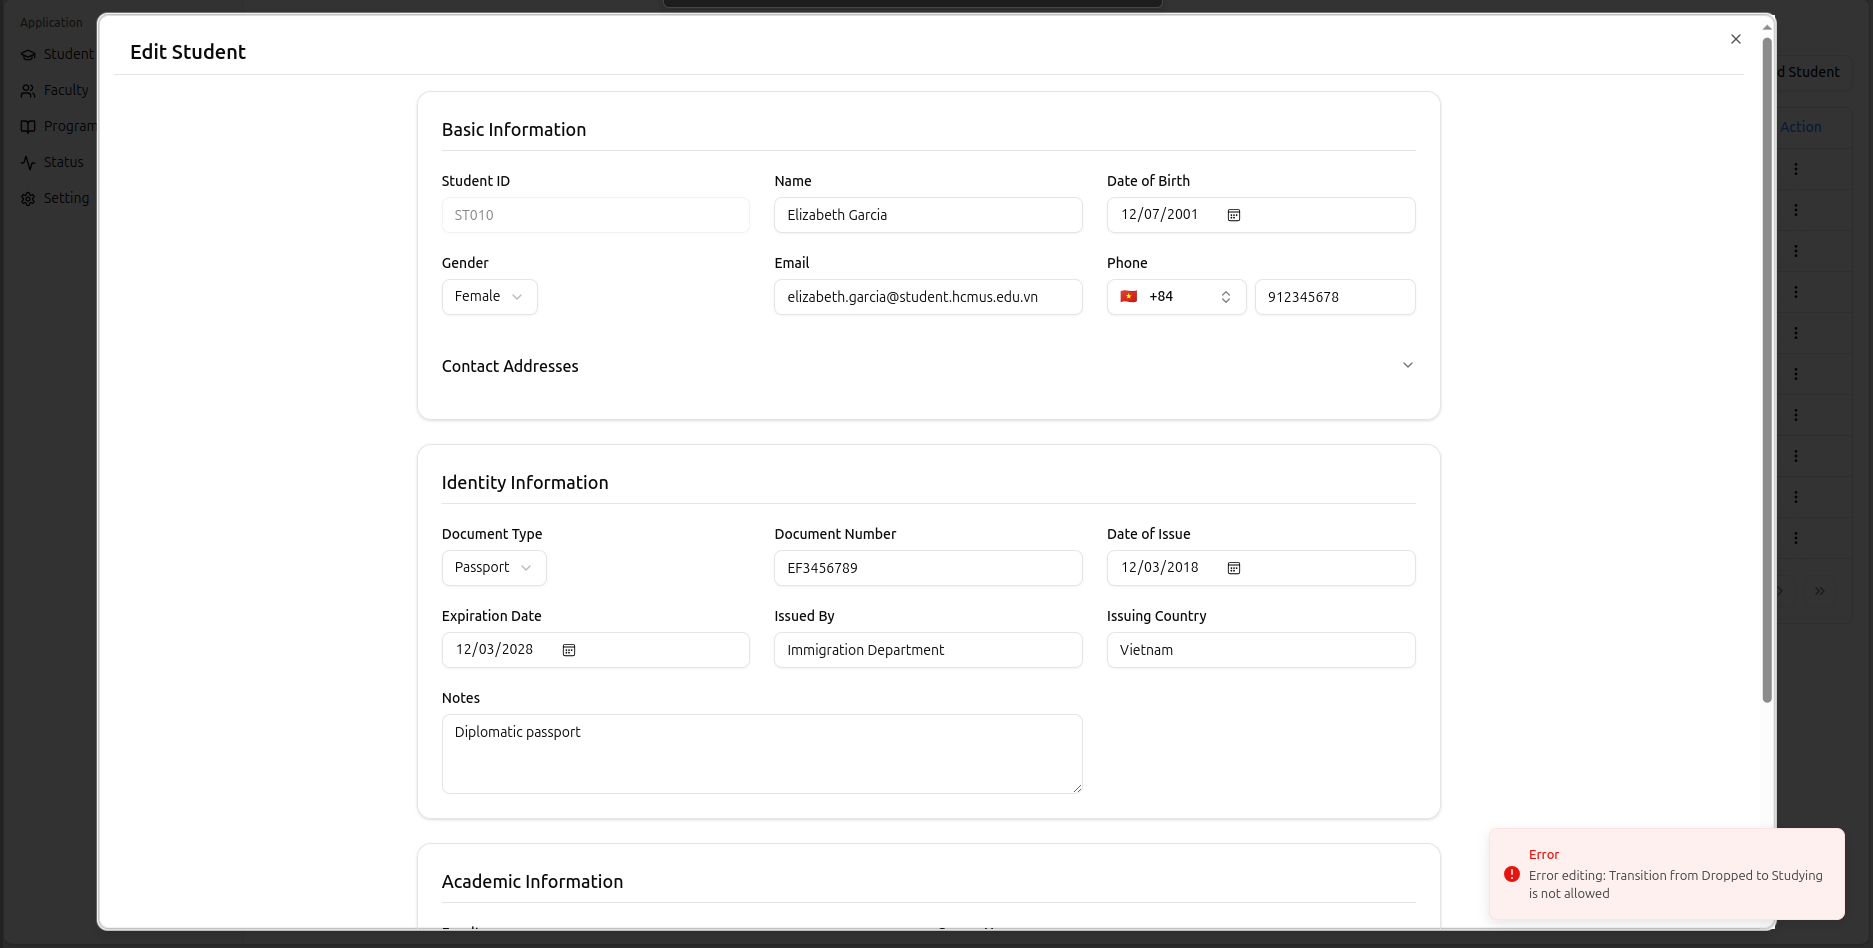 Application
Student
Faculty
Program
Status
Setting
Edit Student
d Student
Action
Basic Information
Student ID
Name
Date of Birth
ST010
Elizabeth Garcia
12/07/2001
Gender
Email
Phone
Female
elizabeth.garcia@student.hcmus.edu.vn
+84
912345678
Contact Addresses
Identity Information
Document Type
Document Number
Date of Issue
Passport
EF3456789
12/03/2018
Expiration Date
Issued By
Issuing Country
12/03/2028
Immigration Department
Vietnam
Notes
Diplomatic passport
Academic Information
Error
Error editing: Transition from Dropped to Studying
is not allowed